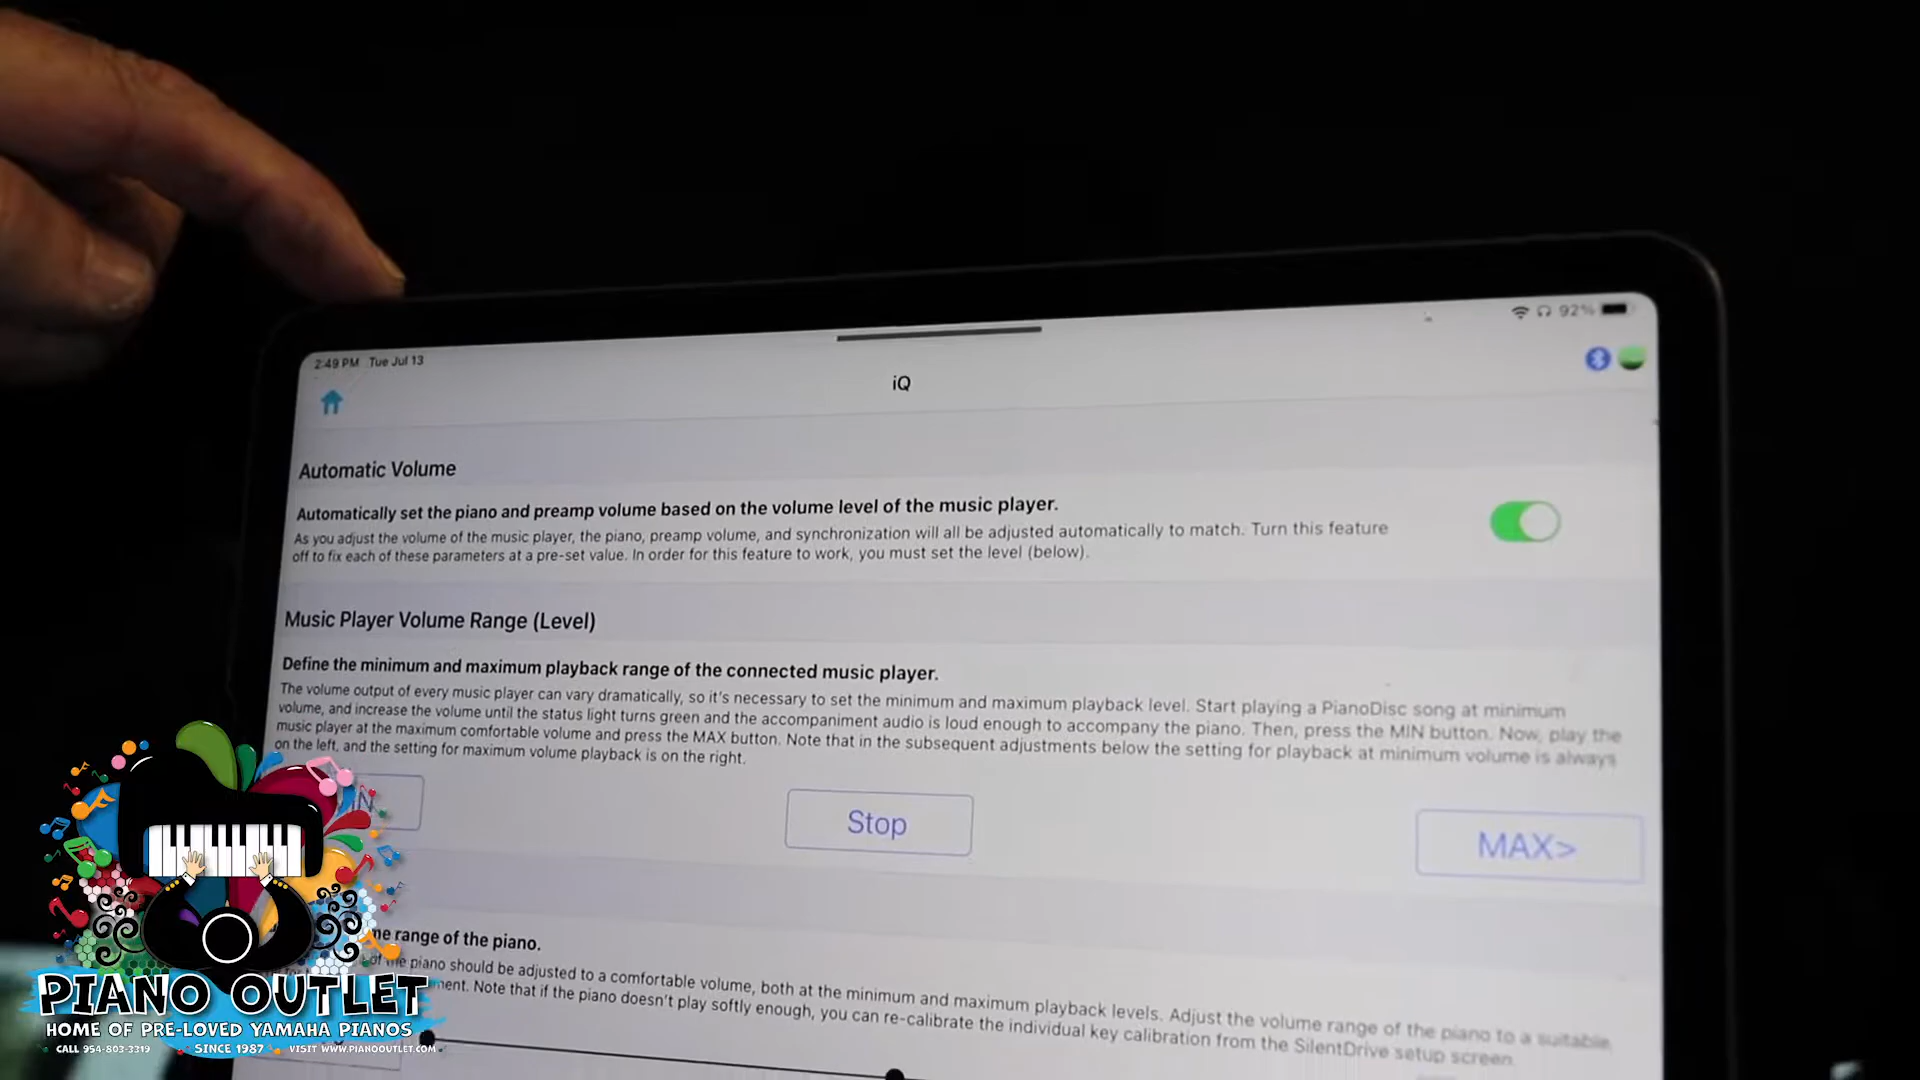 2:49 PM Tue Jul 13
92%
iQ
Automatic Volume
Automatically set the piano and preamp volume based on the volume level of the music player.
As you adjust the volume of the music player, the piano, preamp volume, and synchronization will all be adjusted automatically to match. Turn this feature
off to fix each of these parameters at a pre-set value. In order for this feature to work, you must set the level (below).
Music Player Volume Range (Level)
Define the minimum and maximum playback range of the connected music player.
The volume output of every music player can vary dramatically, so it's necessary to set the minimum and maximum playback level. Start playing a PianoDisc song at minimum
volume, and increase the volume until the status light turns green and the accompaniment audio is loud enough to accompany the piano. Then, press the MIN button. Now, play the
music player at the maximum comfortable volume and press the MAX button. Note that in the subsequent adjustments below the setting for playback at minimum volume is always
on the left, and the setting for maximum volume playback is on the right.
Stop
MAX>
range of the piano.
of the piano should be adjusted to a comfortable volume, both at the minimum and maximum playback levels. Adjust the volume range of the piano to a suitable
Note that if the piano doesn't play softly enough, you can re-calibrate the individual key calibration from the SilentDrive setup screen.
PIANO OUTLET
HOME OF PRE-LOVED YAMAHA PIANOS
CALL 954-803-3319 SINCE 1987 VISIT WWW.PIANOOUTLET.COM